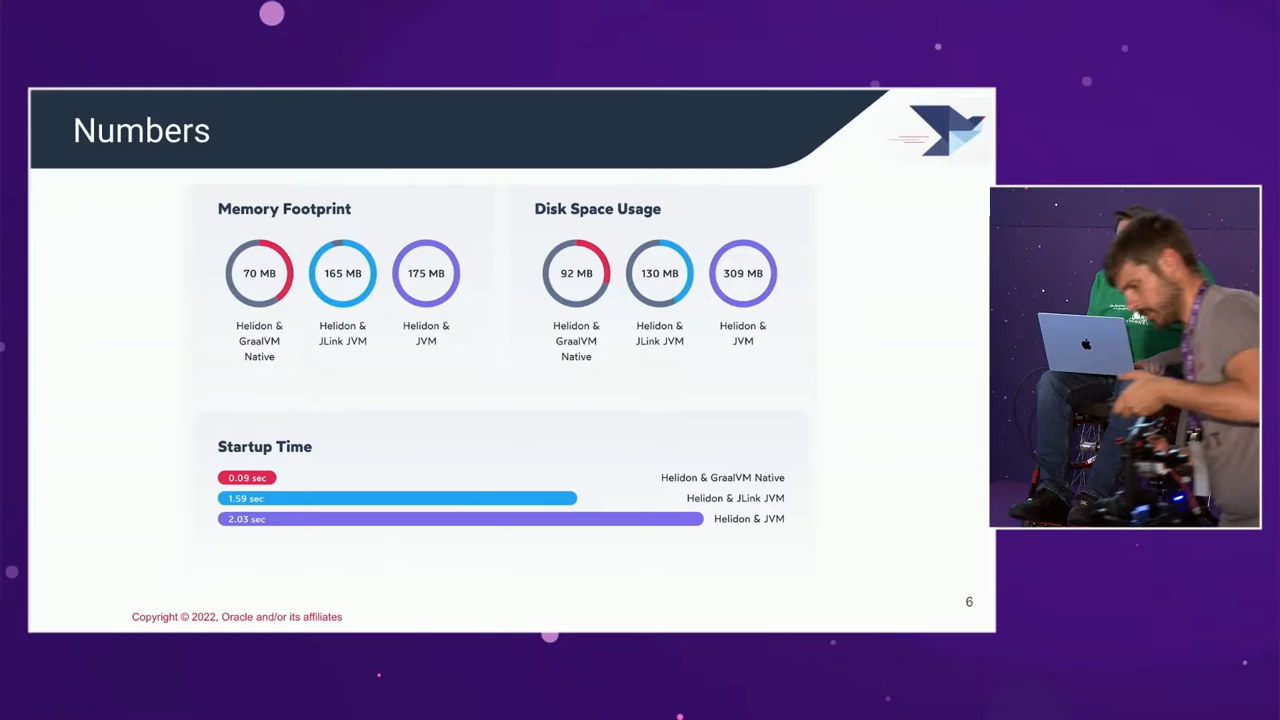 Numbers
Memory Footprint
70 MB
165 MB
175 MB
Helidon &
GraalVM
Native
Helidon &
JLink JVM
Helidon &
JVM
Disk Space Usage
92 MB
130 MB
309 MB
Helidon &
GraalVM
Native
Helidon &
JLink JVM
Helidon &
JVM
Startup Time
0.09 sec
Helidon & GraalVM Native
1.59 sec
Helidon & JLink JVM
2.03 sec
Helidon & JVM
Copyright © 2022, Oracle and/or its affiliates
6